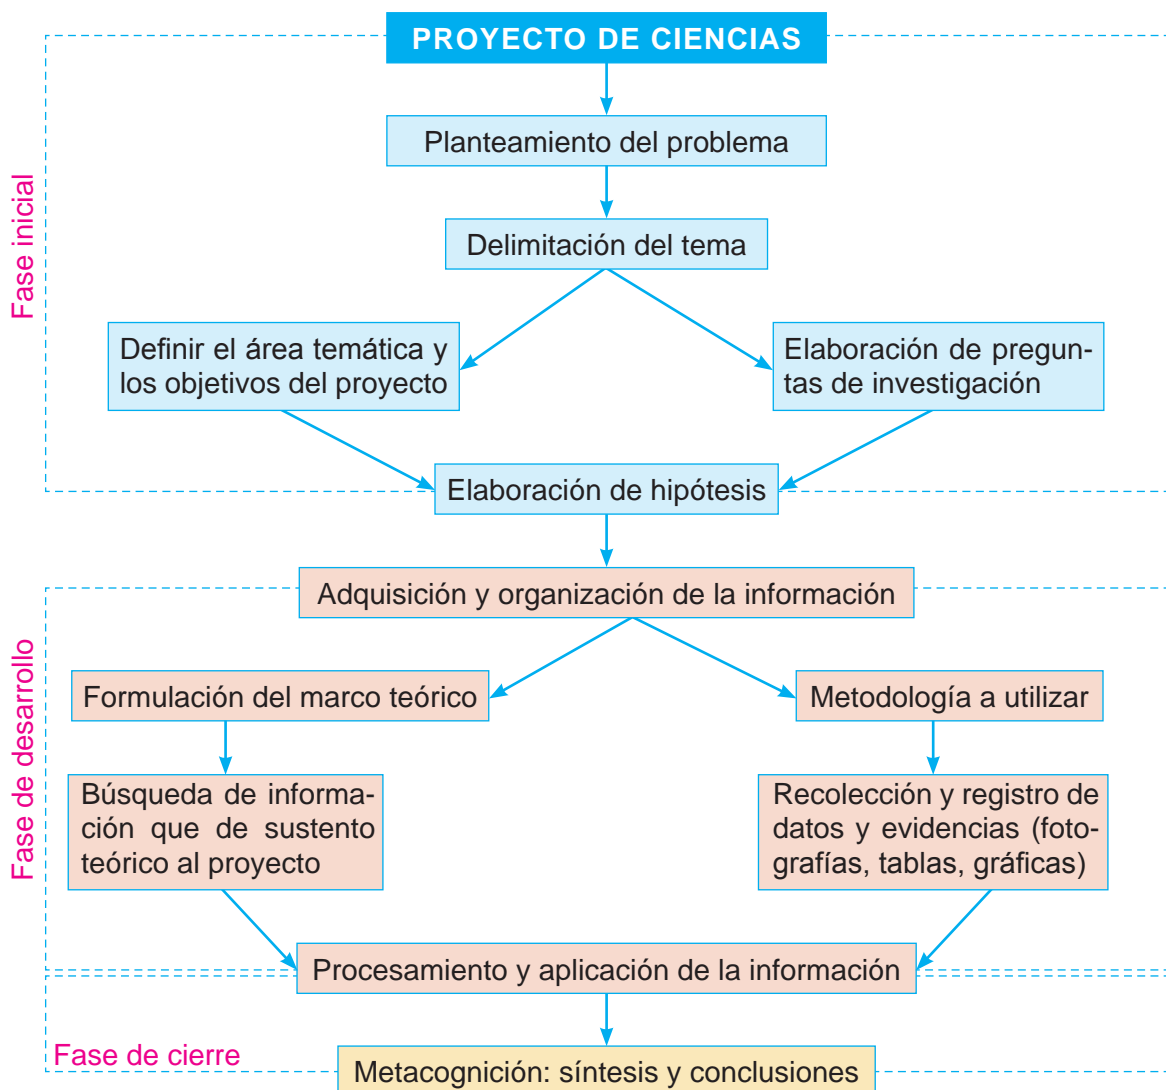 PROYECTO DE CIENCIAS
Planteamiento del problema
Delimitación del tema
Definir el área temática y
los objetivos del proyecto
Elaboración de pregun-
tas de investigación
Elaboración de hipótesis
Fase inicial
Adquisición y organización de la información
Formulación del marco teórico
Metodología a utilizar
Búsqueda de informa-
ción que de sustento
teórico al proyecto
Recolección y registro de
datos y evidencias (foto-
grafías, tablas, gráficas)
Fase de desarrollo
Procesamiento y aplicación de la información
Fase de cierre
Metacognición: síntesis y conclusiones